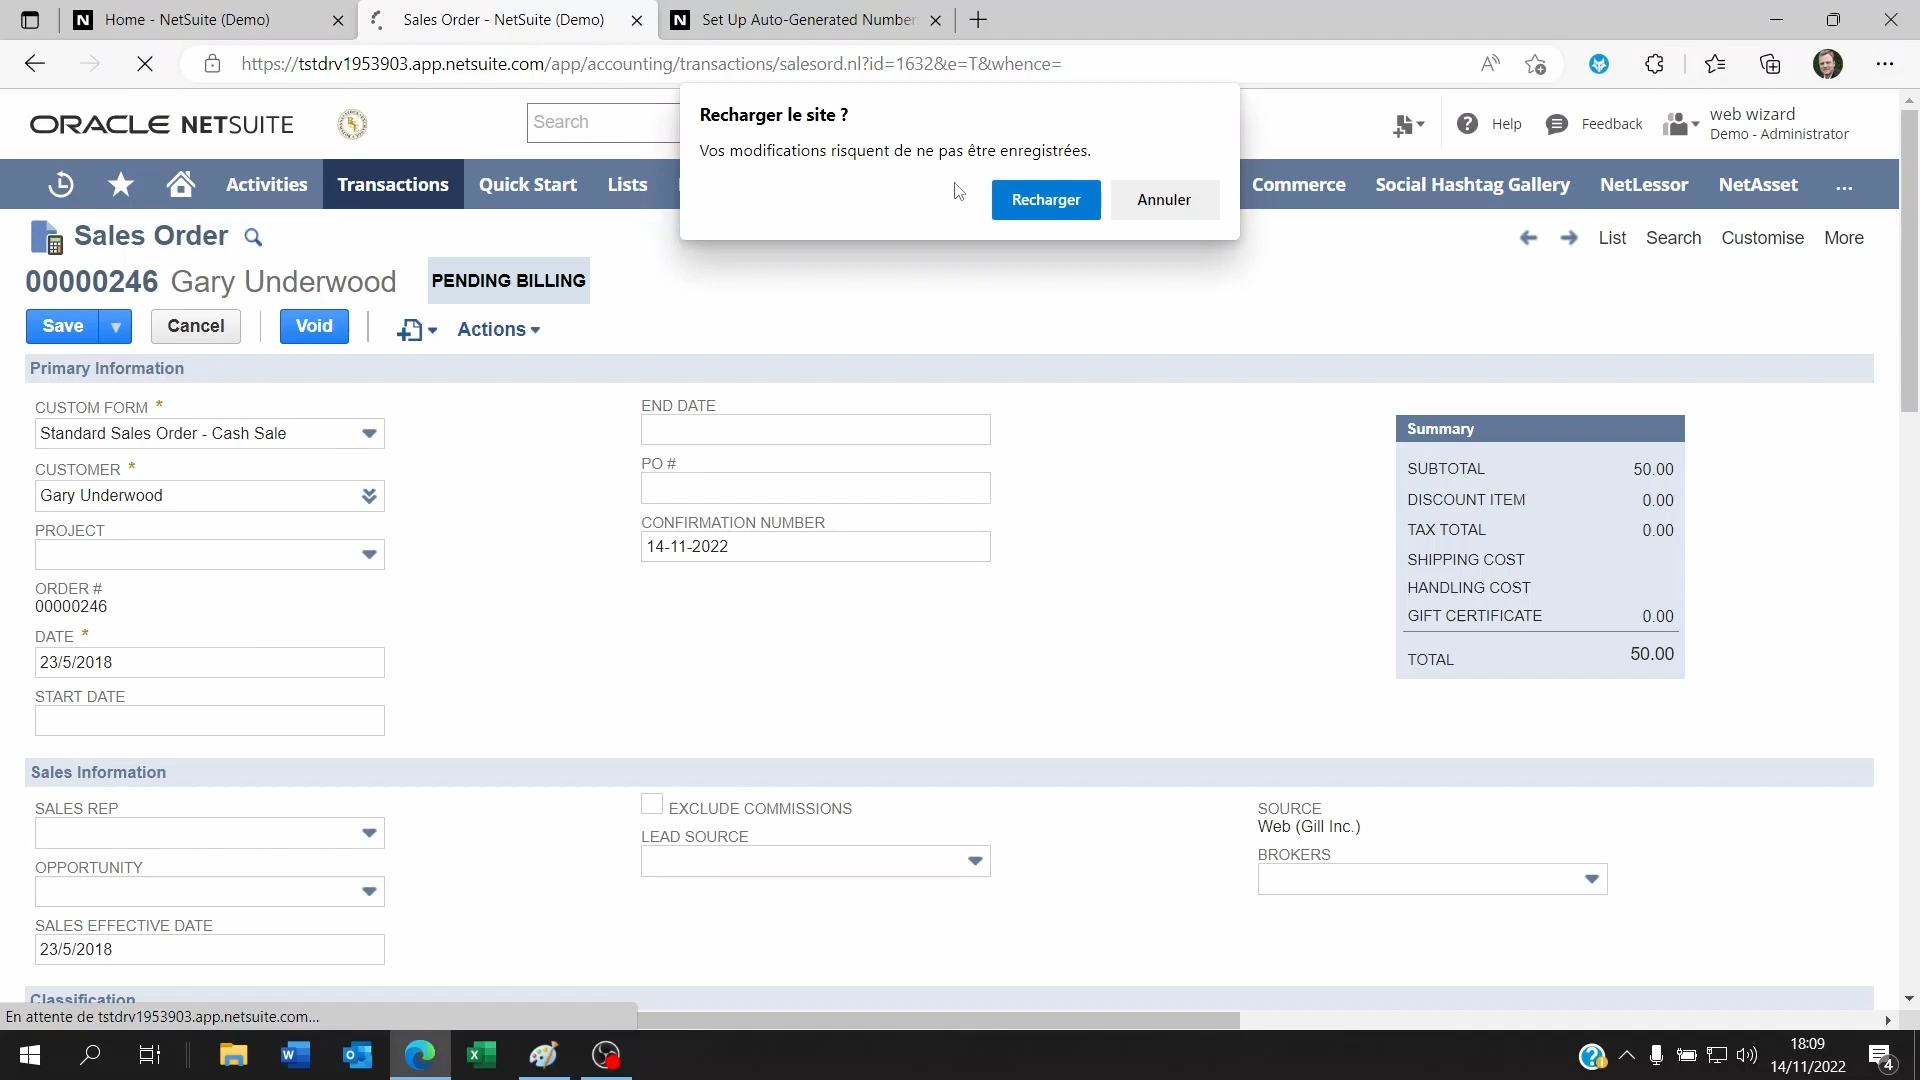 Home - NetSuite (Demo)
Sales Order - NetSuite (Demo)
Set Up Auto-Generated Number
https://tstdrv1953903.app.netsuite.com/app/accounting/transactions/salesord.nl?id=1632&e=T&whence=
Recharger le site ?
Vos modifications risquent de ne pas être enregistrées.
Recharger
Annuler
ORACLE NETSUITE
Search
Help
Feedback
web wizard
Demo - Administrator
Activities
Transactions
Quick Start
Lists
Commerce
Social Hashtag Gallery
NetLessor
NetAsset
...
Sales Order
List
Search
Customise
More
00000246 Gary Underwood
PENDING BILLING
Save
Cancel
Void
Actions
Primary Information
CUSTOM FORM *
Standard Sales Order - Cash Sale
CUSTOMER *
Gary Underwood
PROJECT
ORDER #
00000246
DATE *
23/5/2018
START DATE
END DATE
PO #
CONFIRMATION NUMBER
14-11-2022
Summary
SUBTOTAL 50.00
DISCOUNT ITEM 0.00
TAX TOTAL 0.00
SHIPPING COST
HANDLING COST
GIFT CERTIFICATE 0.00
TOTAL 50.00
Sales Information
SALES REP
OPPORTUNITY
SALES EFFECTIVE DATE
23/5/2018
EXCLUDE COMMISSIONS
LEAD SOURCE
SOURCE
Web (Gill Inc.)
BROKERS
Classification
En attente de tstdrv1953903.app.netsuite.com...
18:09
14/11/2022
4